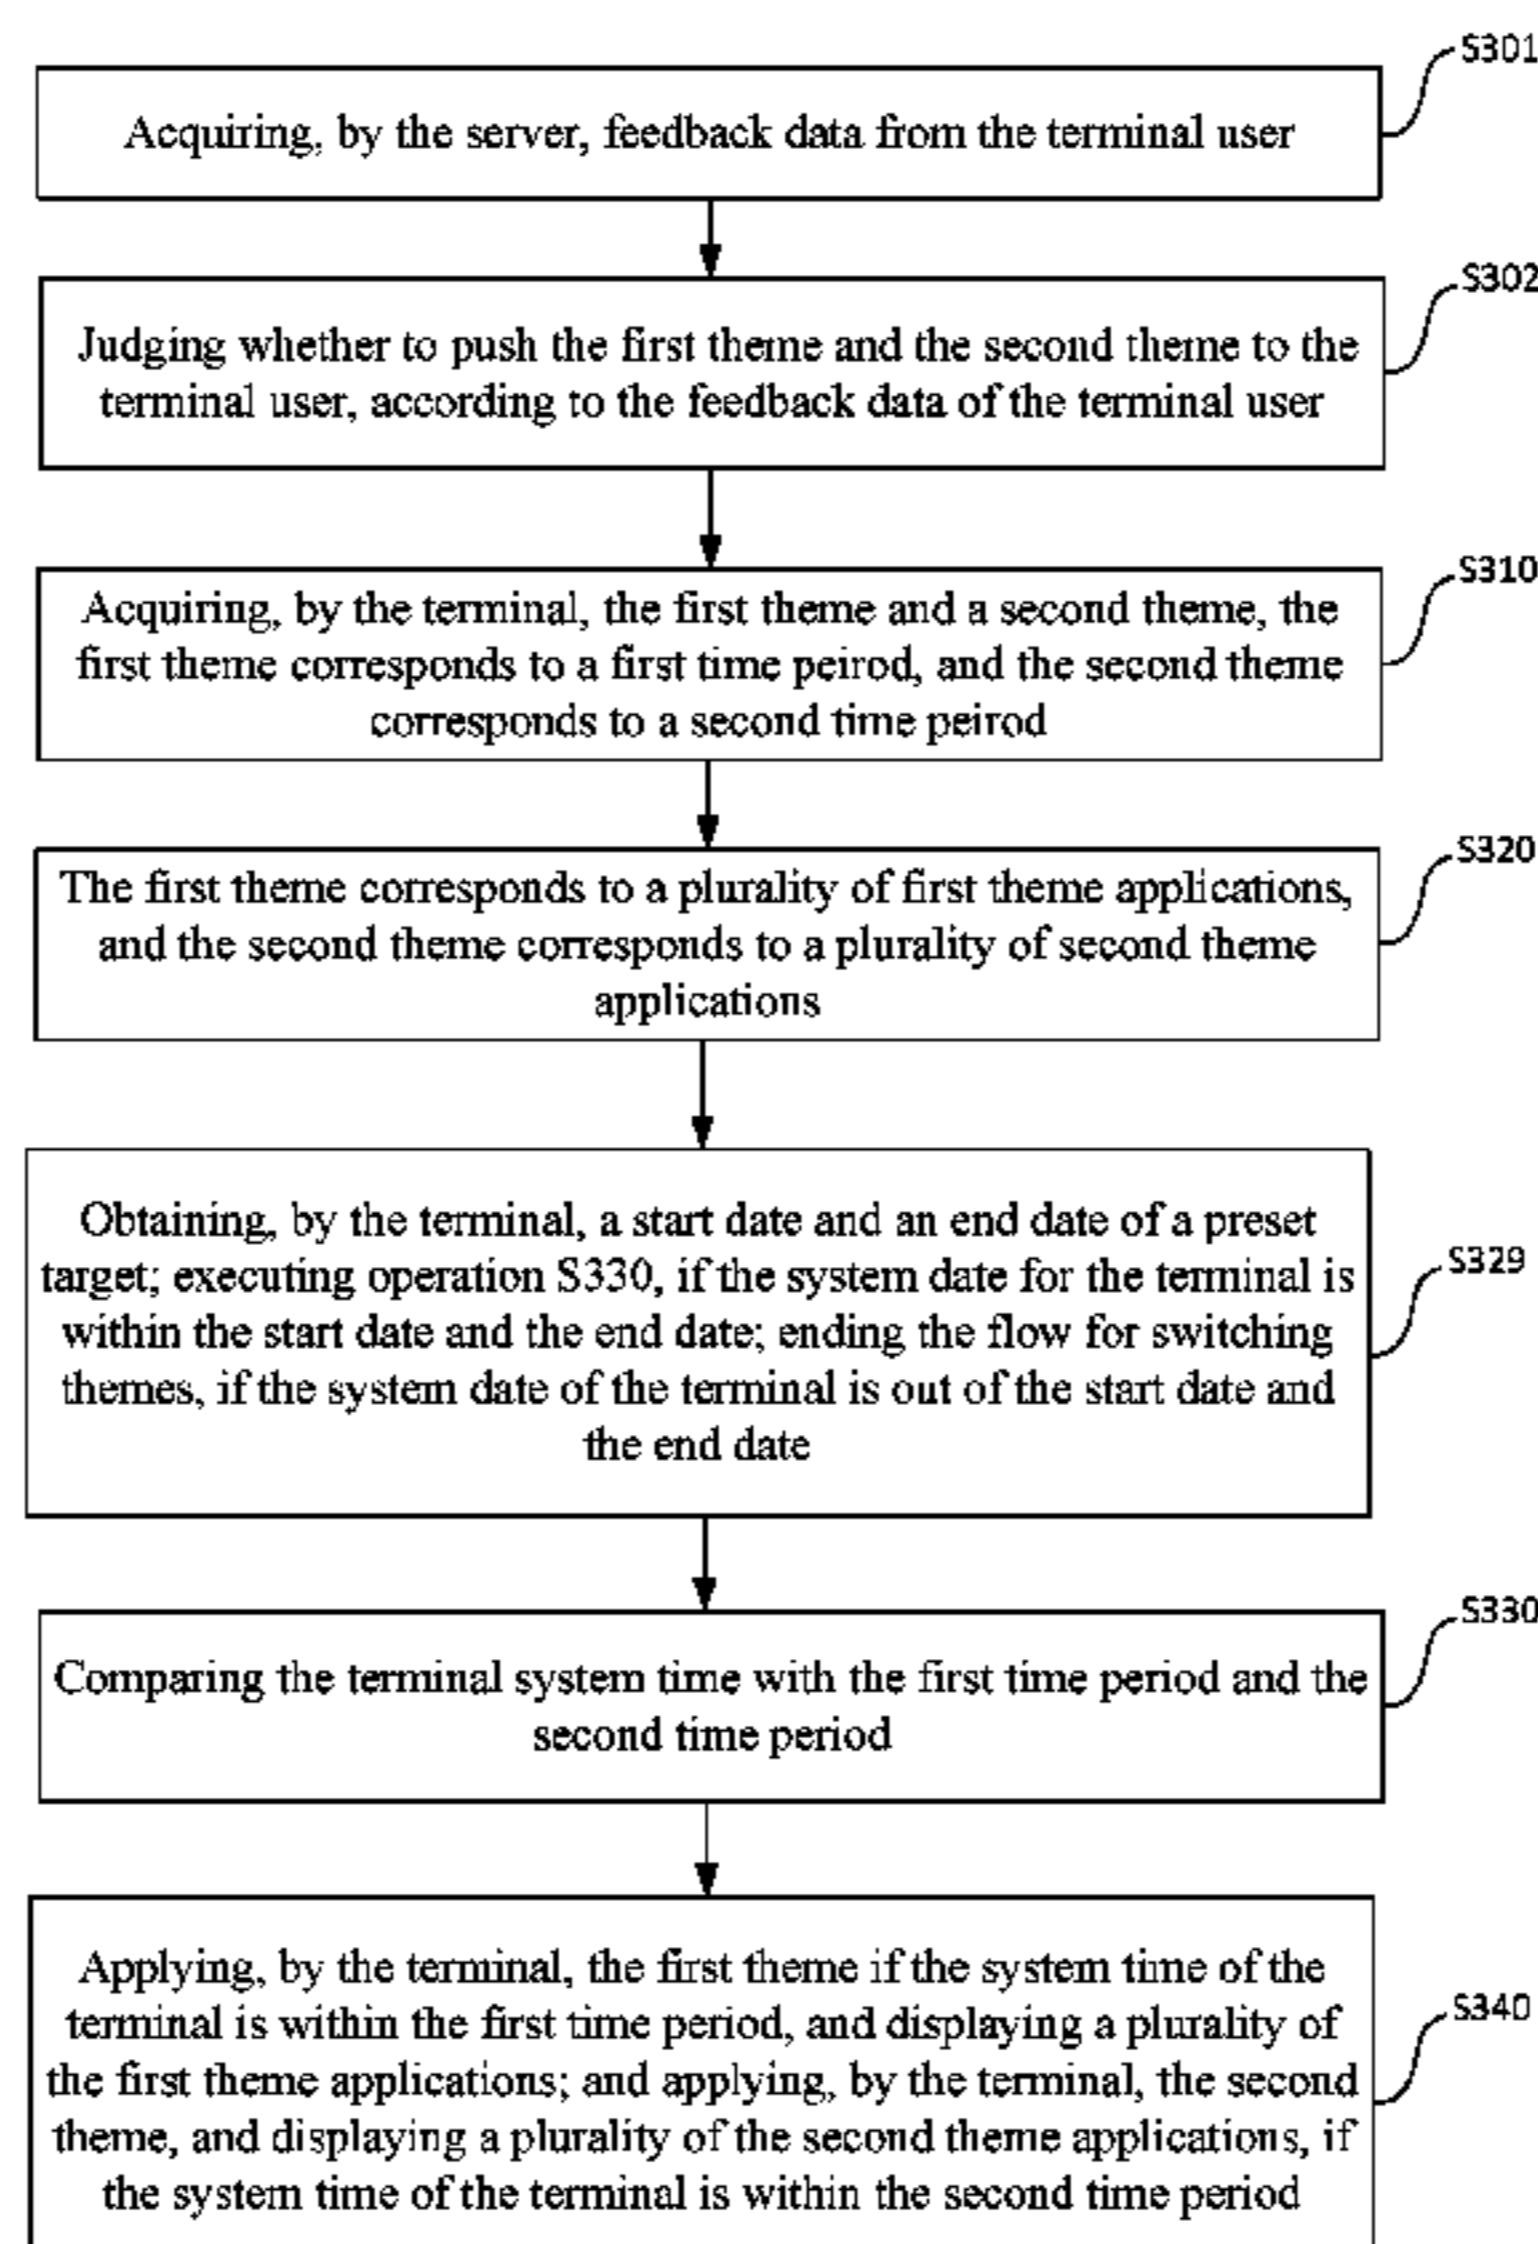 S301
Acquiring, by the server, feedback data from the terminal user
S302
Judging whether to push the first theme and the second theme to the
terminal user, according to the feedback data of the terminal user
S310
Acquiring, by the terminal, the first theme and a second theme, the
first theme corresponds to a first time peirod, and the second theme
corresponds to a second time peirod
S320
The first theme corresponds to a plurality of first theme applications,
and the second theme corresponds to a plurality of second theme
applications
S329
Obtaining, by the terminal, a start date and an end date of a preset
target; executing operation S330, if the system date for the terminal is
within the start date and the end date; ending the flow for switching
themes, if the system date of the terminal is out of the start date and
the end date
S330
Comparing the terminal system time with the first time period and the
second time period
S340
Applying, by the terminal, the first theme if the system time of the
terminal is within the first time period, and displaying a plurality of
the first theme applications; and applying, by the terminal, the second
theme, and displaying a plurality of the second theme applications, if
the system time of the terminal is within the second time period